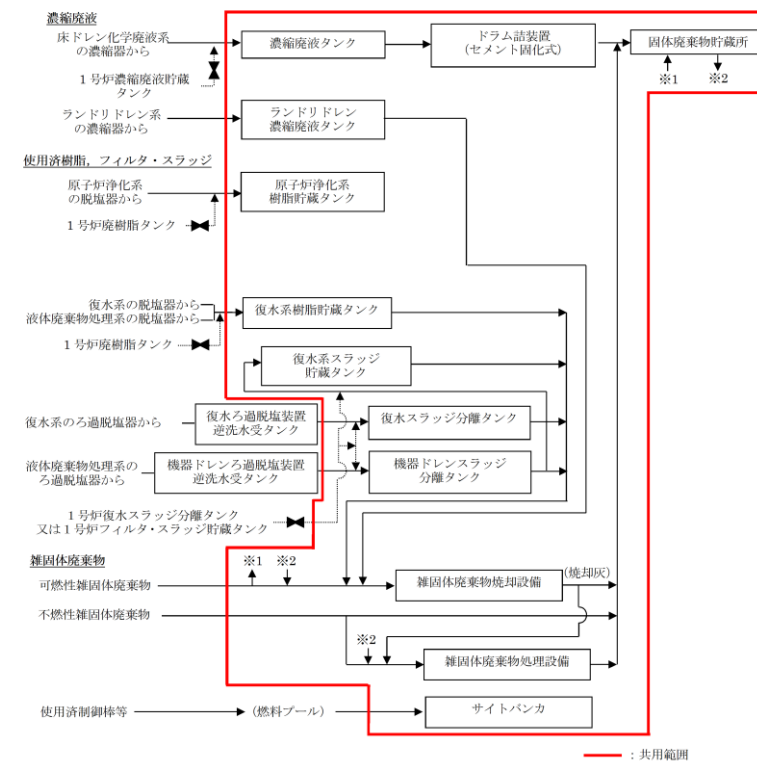 濃縮廃液
床ドレン化学廃液系
の濃縮器から
濃縮廃液タンク
ドラム詰装置
(セメント固化式)
固体廃棄物貯蔵所
※1
※2
1号炉濃縮廃液貯蔵
タンク
ランドリドレン系
の濃縮器から
ランドリドレン
濃縮廃液タンク
使用済樹脂，フィルタ・スラッジ
原子炉浄化系
の脱塩器から
原子炉浄化系
樹脂貯蔵タンク
1号炉廃樹脂タンク
復水系の脱塩器から
液体廃棄物処理系の脱塩器から
復水系樹脂貯蔵タンク
1号炉廃樹脂タンク
復水系スラッジ
貯蔵タンク
復水系のろ過脱塩器から
復水ろ過脱塩装置
逆洗水受タンク
復水スラッジ分離タンク
液体廃棄物処理系の
ろ過脱塩器から
機器ドレンろ過脱塩装置
逆洗水受タンク
機器ドレンスラッジ
分離タンク
1号炉復水スラッジ分離タンク
又は1号炉フィルタ・スラッジ貯蔵タンク
雑固体廃棄物
※1
※2
可燃性雑固体廃棄物
雑固体廃棄物焼却設備
(焼却灰)
不燃性雑固体廃棄物
※2
雑固体廃棄物処理設備
使用済制御棒等
(燃料プール)
サイトバンカ
：共用範囲